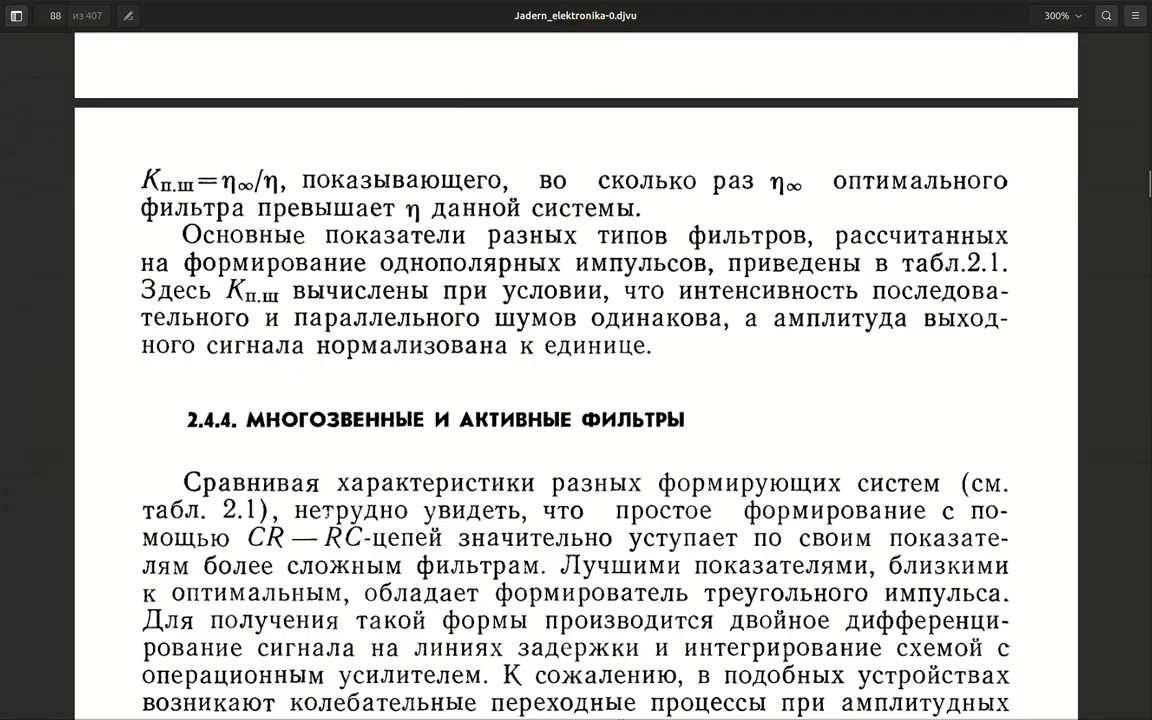 88 из 407
Jadern_elektronika-0.djvu
300%
Kп.ш=η∞/η, показывающего, во сколько раз η∞ оптимального
фильтра превышает η данной системы.
Основные показатели разных типов фильтров, рассчитанных
на формирование однополярных импульсов, приведены в табл.2.1.
Здесь Kп.ш вычислены при условии, что интенсивность последова-
тельного и параллельного шумов одинакова, а амплитуда выход-
ного сигнала нормализована к единице.
2.4.4. МНОГОЗВЕННЫЕ И АКТИВНЫЕ ФИЛЬТРЫ
Сравнивая характеристики разных формирующих систем (см.
табл. 2.1), нетрудно увидеть, что простое формирование с по-
мощью CR — RC-цепей значительно уступает по своим показате-
лям более сложным фильтрам. Лучшими показателями, близкими
к оптимальным, обладает формирователь треугольного импульса.
Для получения такой формы производится двойное дифференци-
рование сигнала на линиях задержки и интегрирование схемой с
операционным усилителем. К сожалению, в подобных устройствах
возникают колебательные переходные процессы при амплитудных